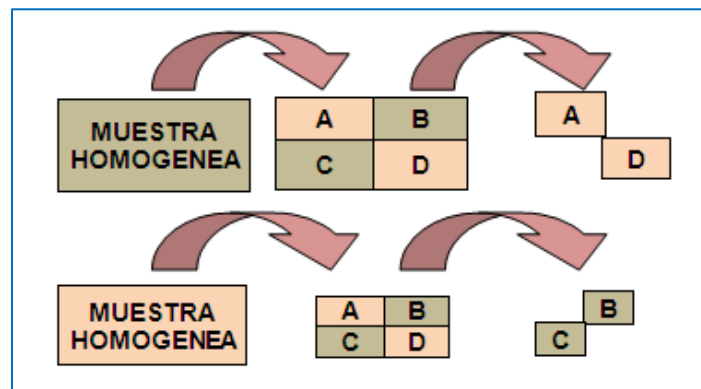 MUESTRA
HOMOGENEA
A B
C D
A
D
MUESTRA
HOMOGENEA
A B
C D
B
C